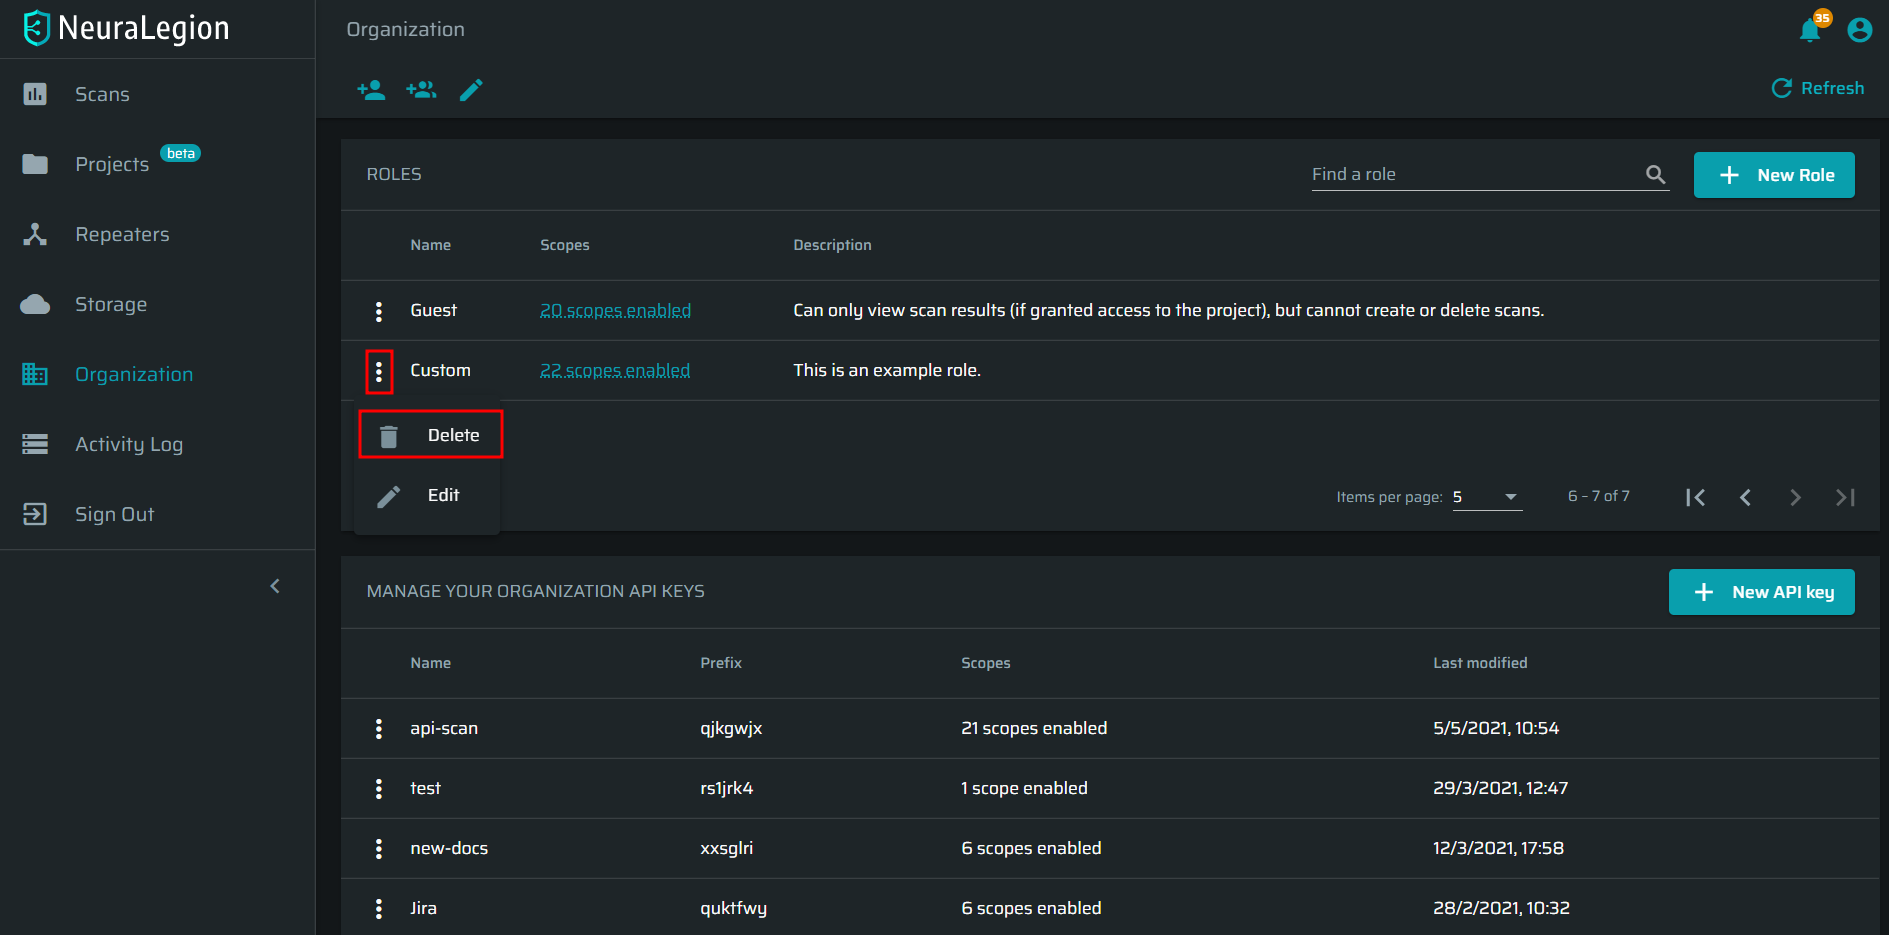 NeuraLegion
Organization
35
Refresh
Scans
Projects beta
Repeaters
Storage
Organization
Activity Log
Sign Out
ROLES
Find a role
New Role
Name Scopes Description
Guest 20 scopes enabled Can only view scan results (if granted access to the project), but cannot create or delete scans.
Custom 22 scopes enabled This is an example role.
Delete
Edit
Items per page: 5 6 – 7 of 7
MANAGE YOUR ORGANIZATION API KEYS
New API key
Name Prefix Scopes Last modified
api-scan qjkgwjx 21 scopes enabled 5/5/2021, 10:54
test rs1jrk4 1 scope enabled 29/3/2021, 12:47
new-docs xxsglri 6 scopes enabled 12/3/2021, 17:58
Jira quktfwy 6 scopes enabled 28/2/2021, 10:32